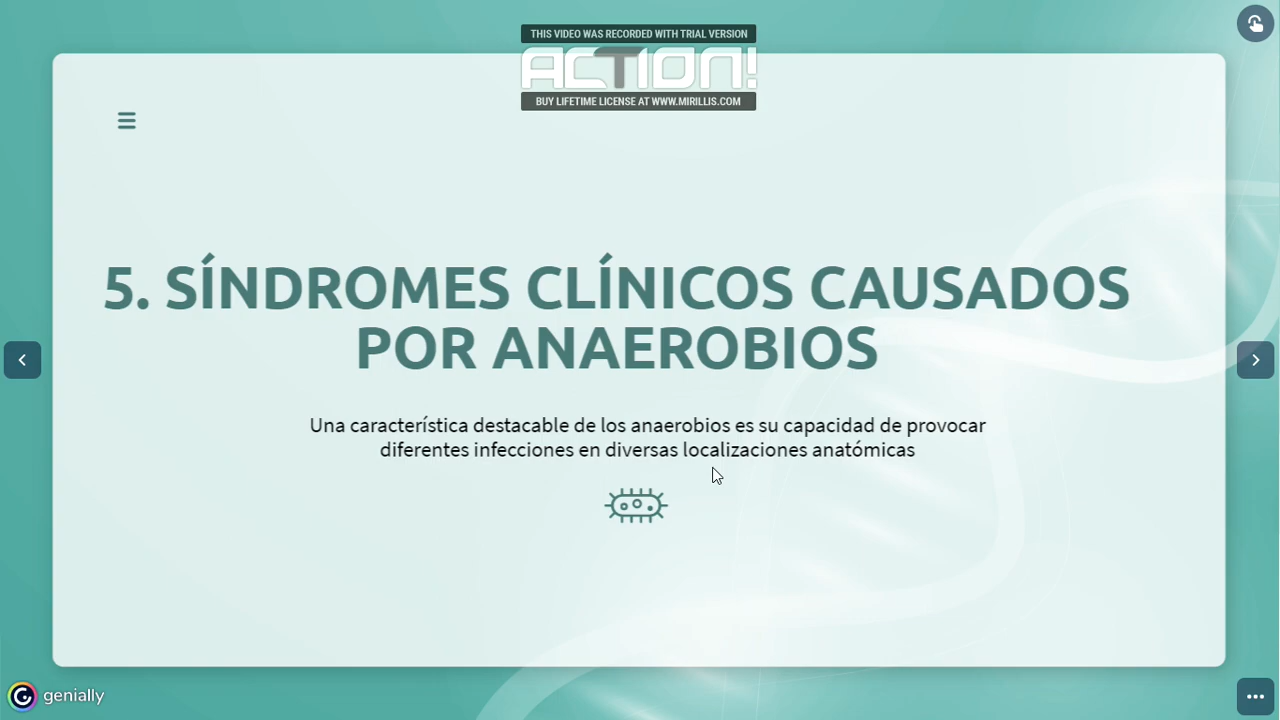 THIS VIDEO WAS RECORDED WITH TRIAL VERSION
ACTION!
BUY LIFETIME LICENSE AT WWW.MIRILLIS.COM
5. SÍNDROMES CLÍNICOS CAUSADOS
POR ANAEROBIOS
Una característica destacable de los anaerobios es su capacidad de provocar
diferentes infecciones en diversas localizaciones anatómicas
genially